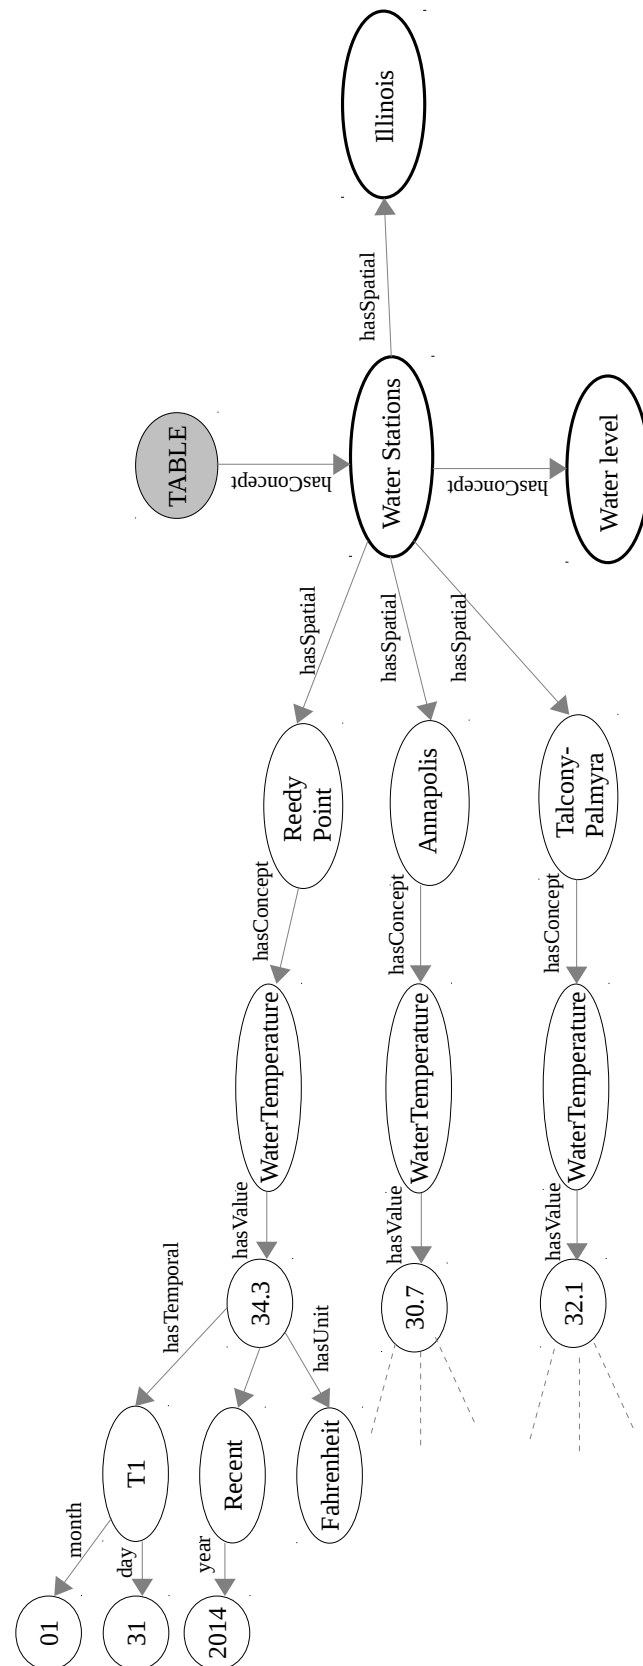 Illinois
hasSpatial
TABLE
hasConcept
Water Stations
hasConcept
Water level
hasSpatial
hasSpatial
hasSpatial
Reedy
Point
Annapolis
Talcony-
Palmyra
hasConcept
hasConcept
hasConcept
WaterTemperature
WaterTemperature
WaterTemperature
hasValue
hasValue
hasValue
34.3
30.7
32.1
hasTemporal
hasUnit
T1
Recent
Fahrenheit
month
day
year
01
31
2014